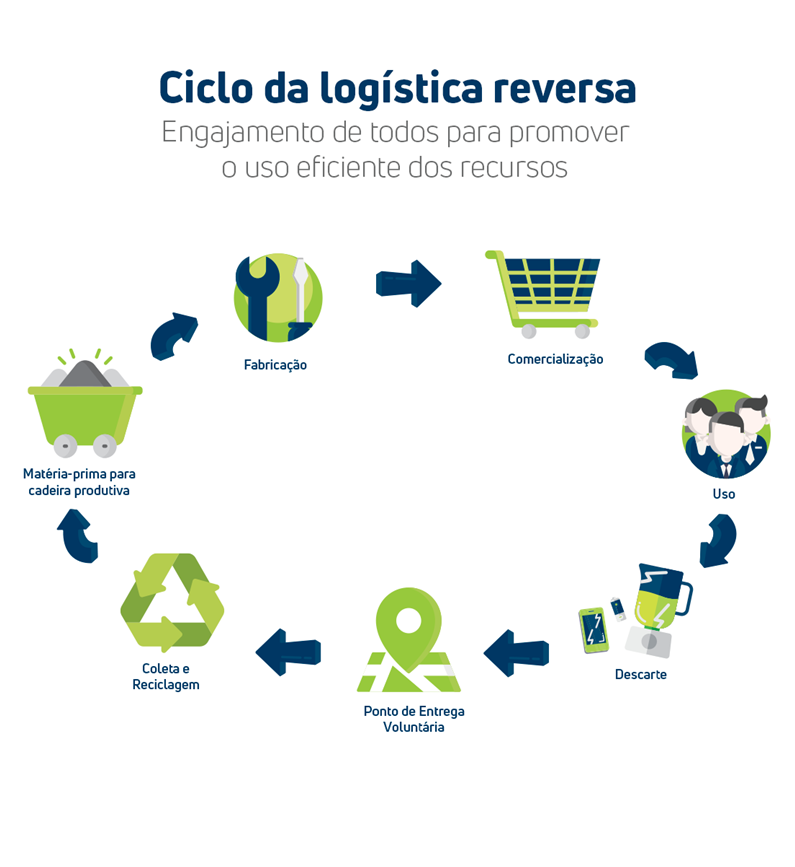 Ciclo da logística reversa
Engajamento de todos para promover
o uso eficiente dos recursos
Fabricação
Comercialização
Uso
Descarte
Ponto de Entrega
Voluntária
Coleta e
Reciclagem
Matéria-prima para
cadeira produtiva